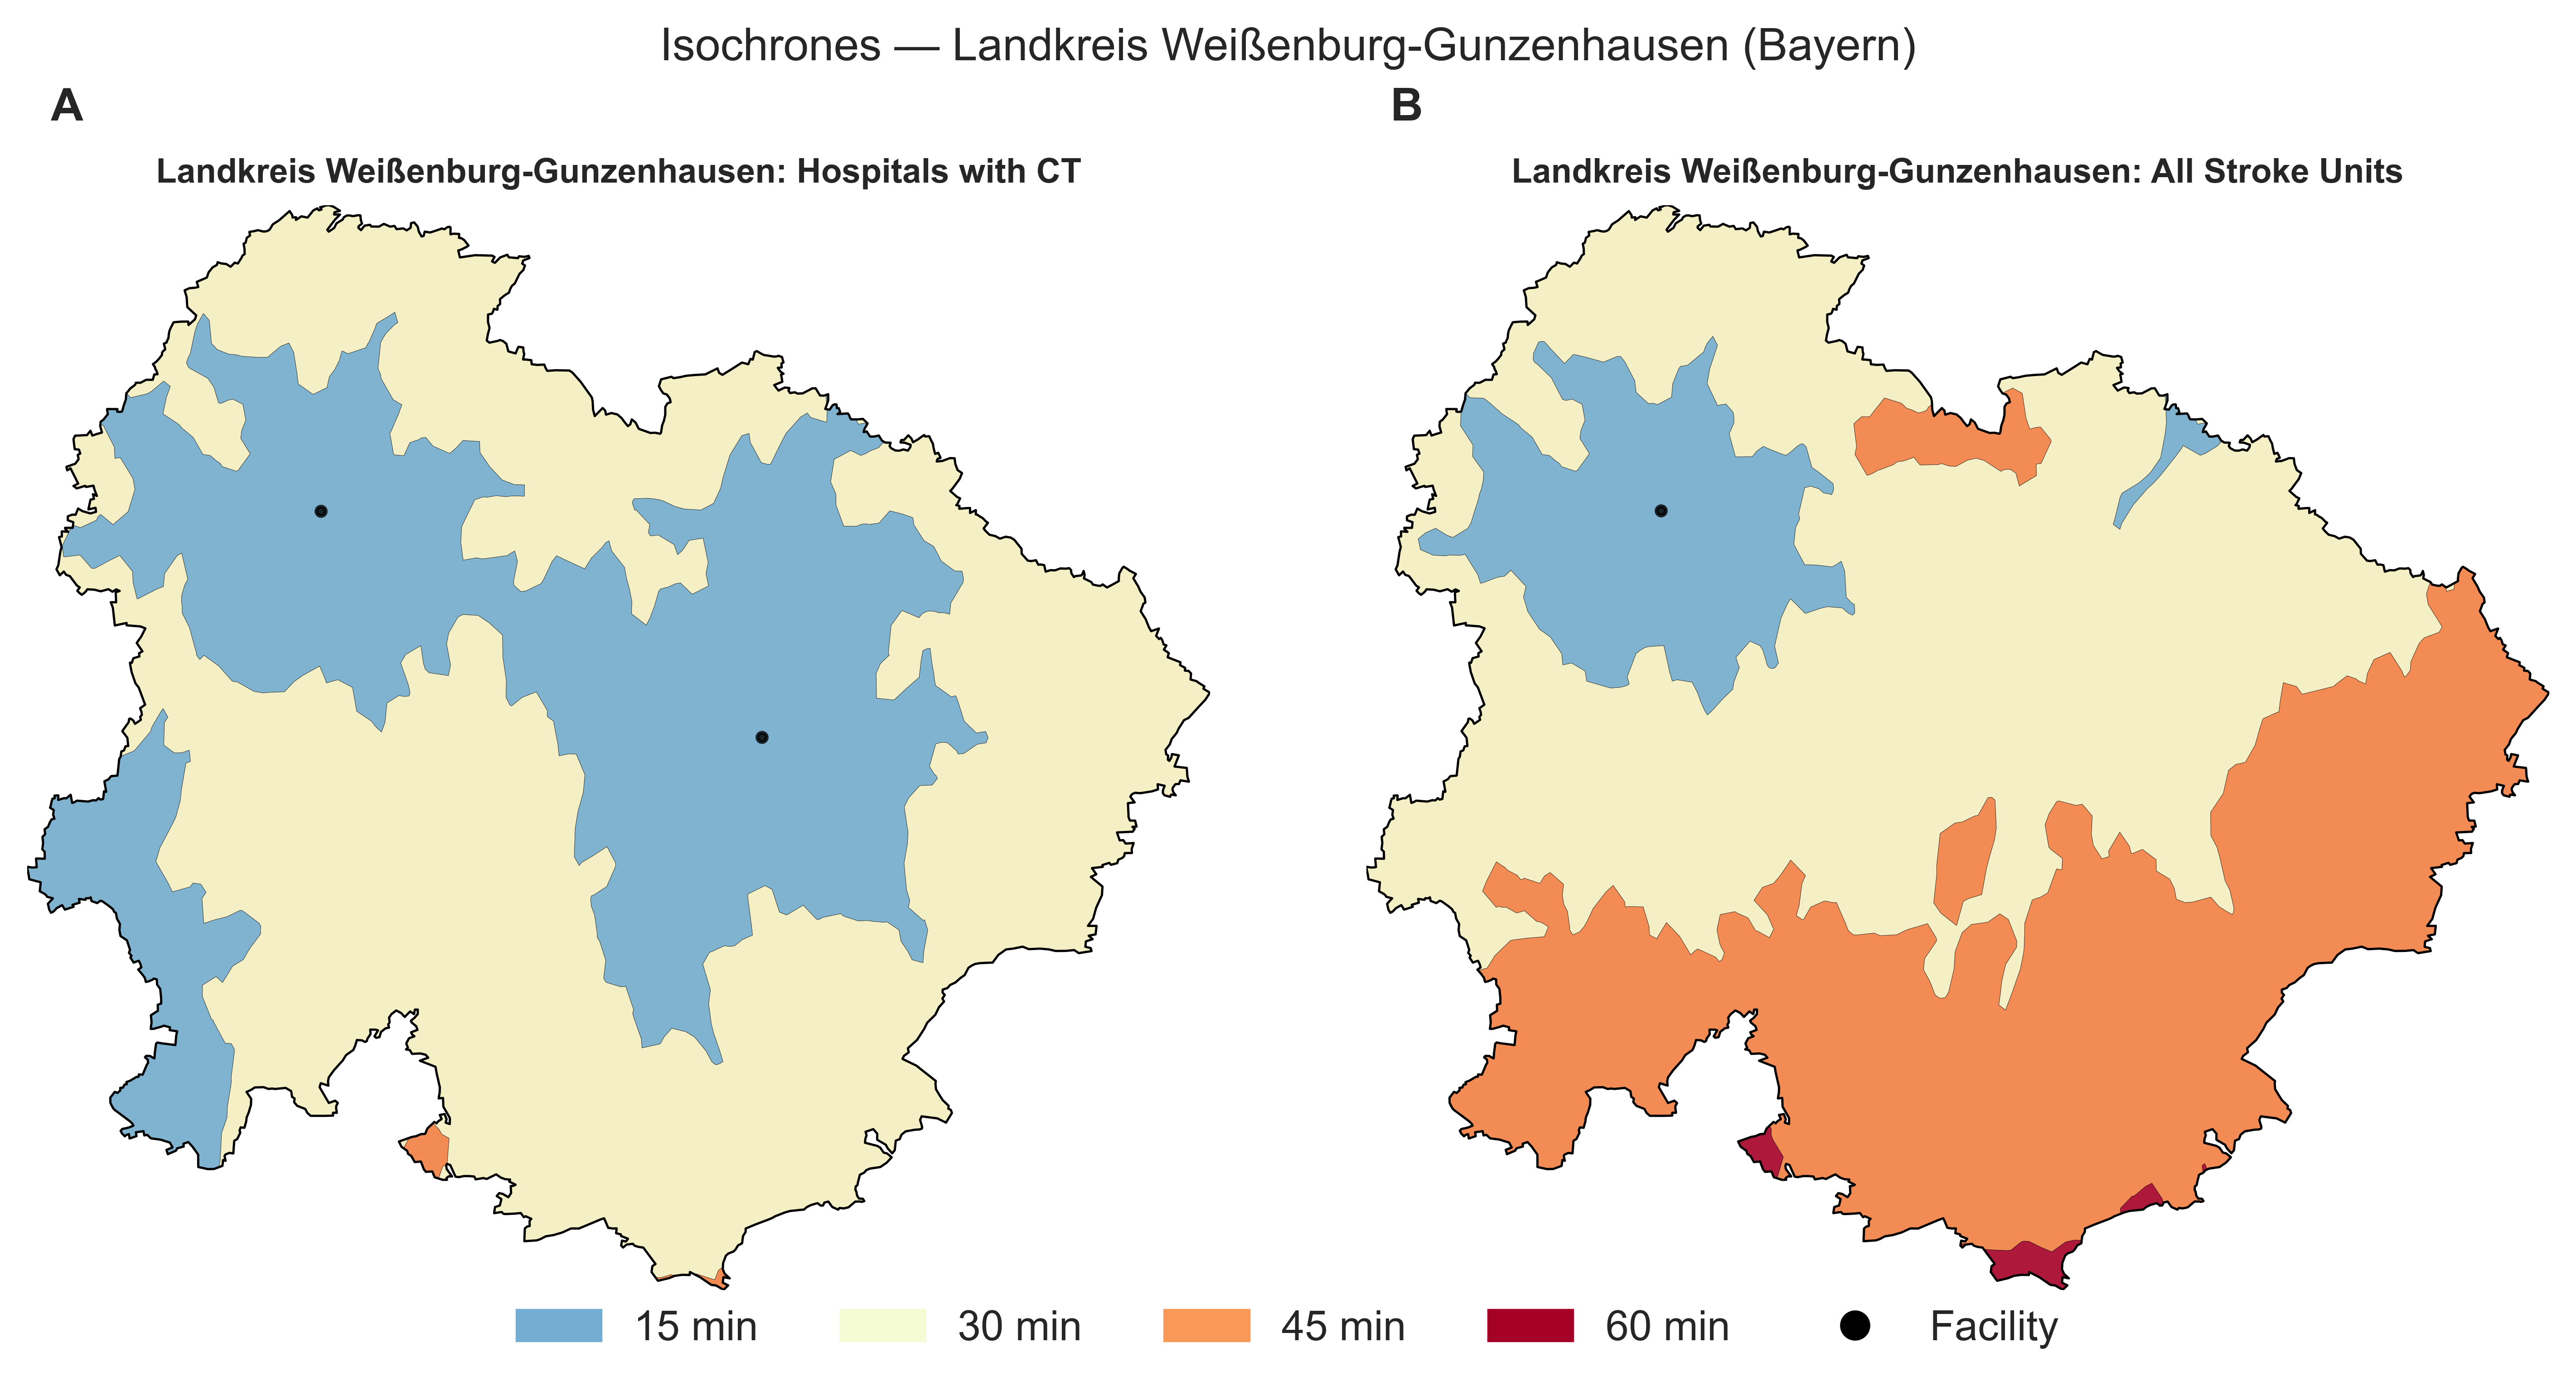 Isochrones — Landkreis Weißenburg-Gunzenhausen (Bayern)
A
B
Landkreis Weißenburg-Gunzenhausen: Hospitals with CT
Landkreis Weißenburg-Gunzenhausen: All Stroke Units
15 min
30 min
45 min
60 min
Facility